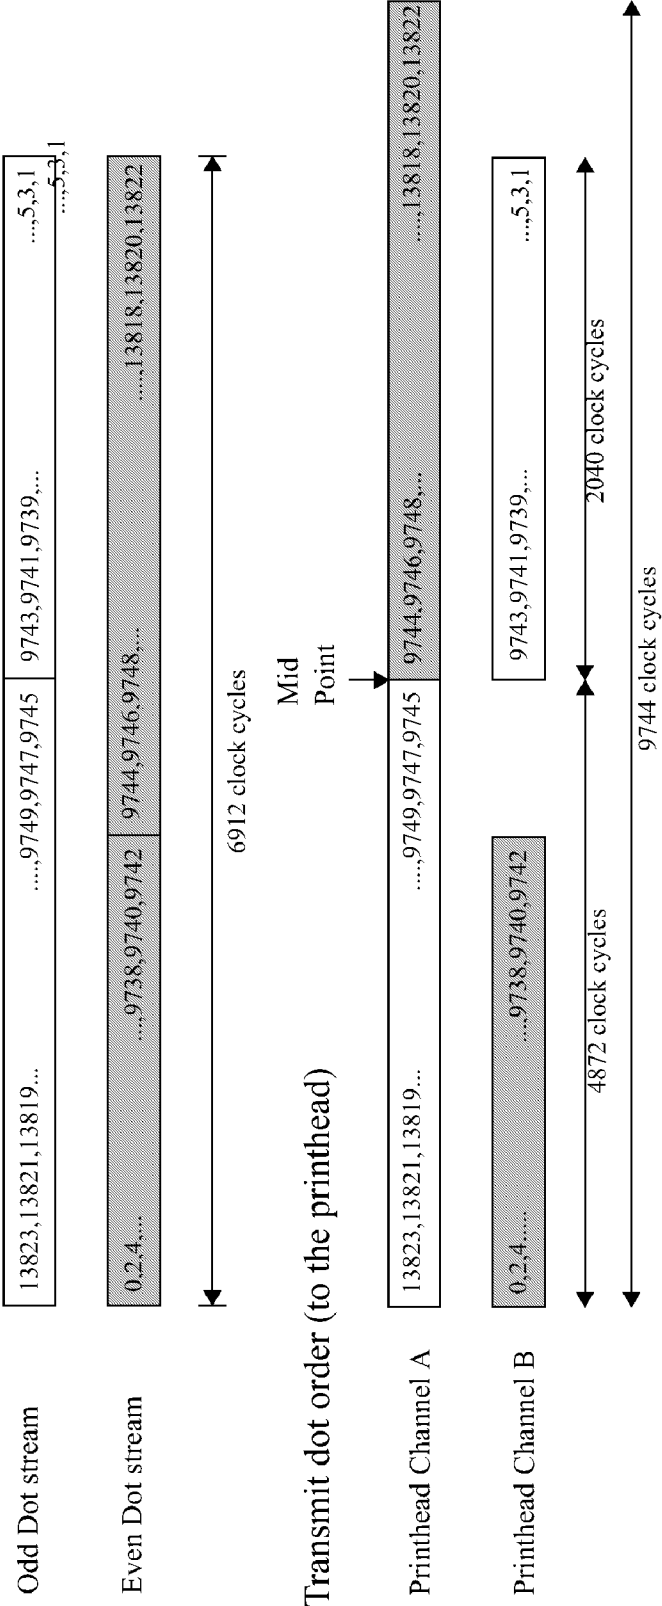 Odd Dot stream
13823,13821,13819...
.....,9749,9747,9745
9743,9741,9739,...
...,5,3,1
...,5,3,1
Even Dot stream
0,2,4,....
....,9738,9740,9742
9744,9746,9748,...
.....,13818,13820,13822
6912 clock cycles
Transmit dot order (to the printhead)
Mid
Point
Printhead Channel A
13823,13821,13819...
.....,9749,9747,9745
9744,9746,9748,...
.....,13818,13820,13822
Printhead Channel B
0,2,4.....
....,9738,9740,9742
9743,9741,9739,...
...,5,3,1
4872 clock cycles
2040 clock cycles
9744 clock cycles